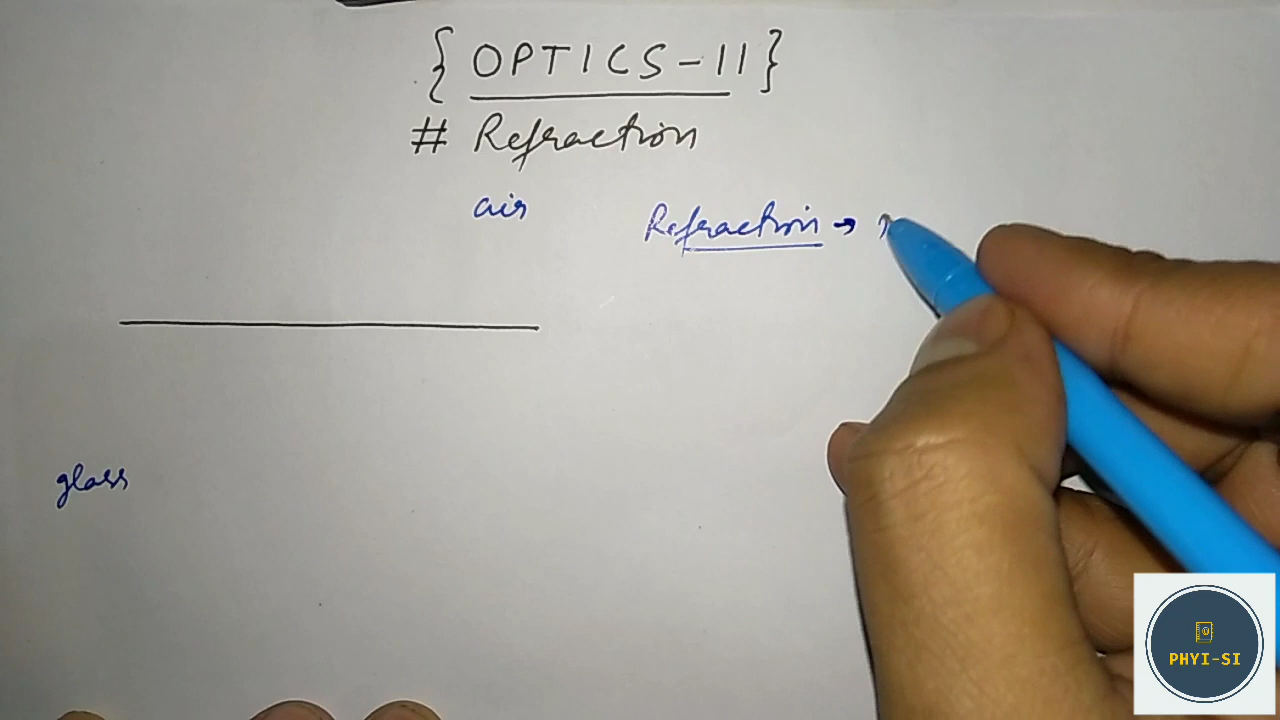 { OPTICS-II }
# Refraction
air
Refraction →
glass
PHYI-SI